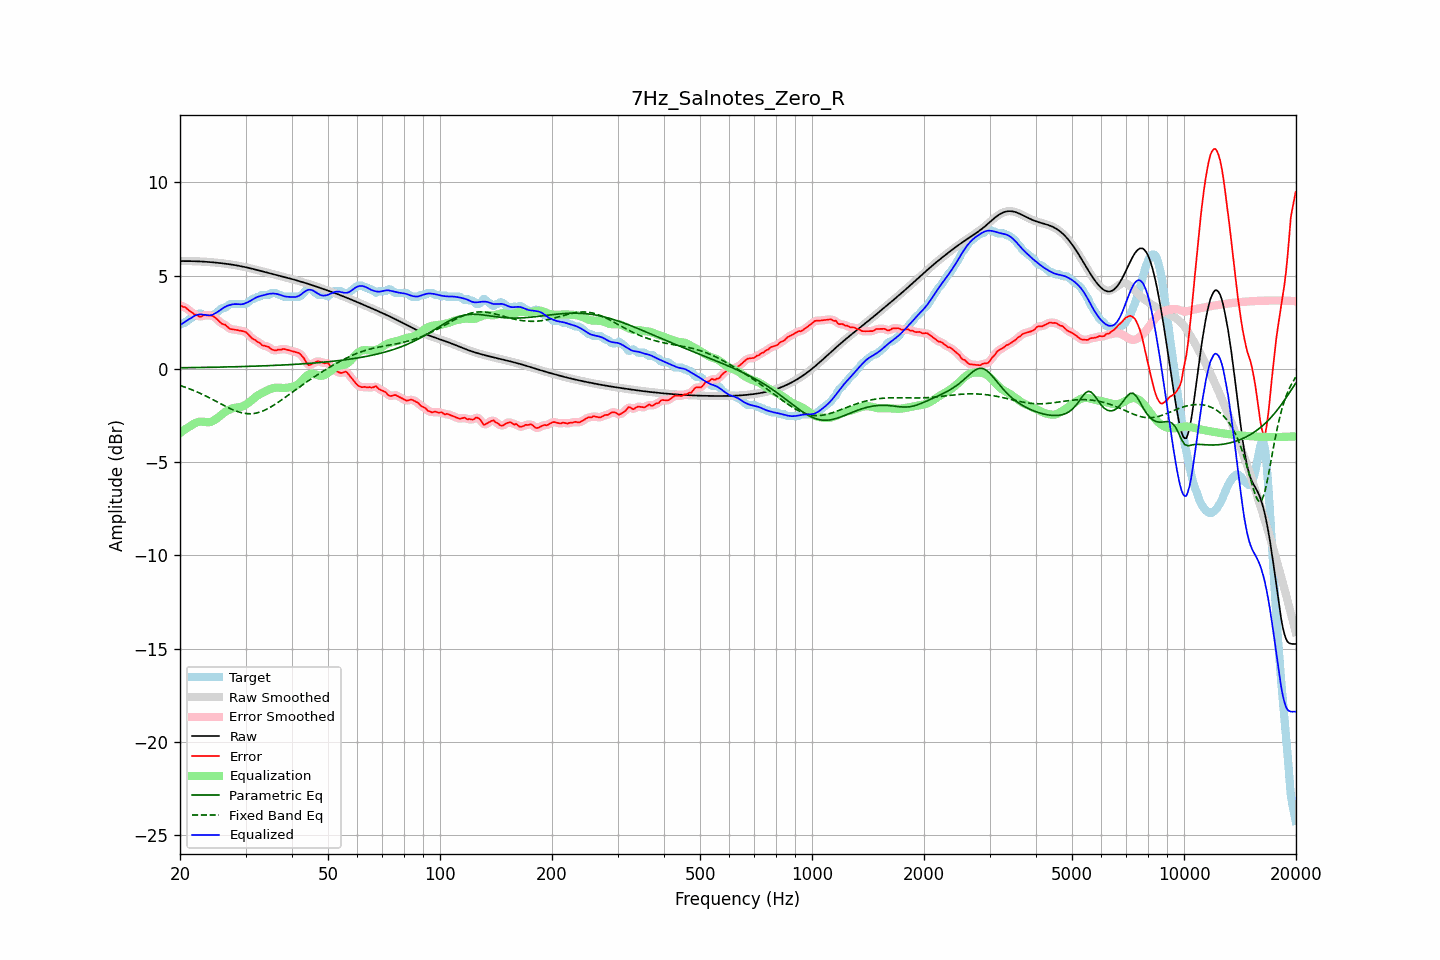 7Hz_Salnotes_Zero_R
Amplitude (dBr)
10
5
0
−5
−10
−15
−20
−25
Target
Raw Smoothed
Error Smoothed
Raw
Error
Equalization
Parametric Eq
Fixed Band Eq
Equalized
20 50 100 200 500 1000 2000 5000 10000 20000
Frequency (Hz)